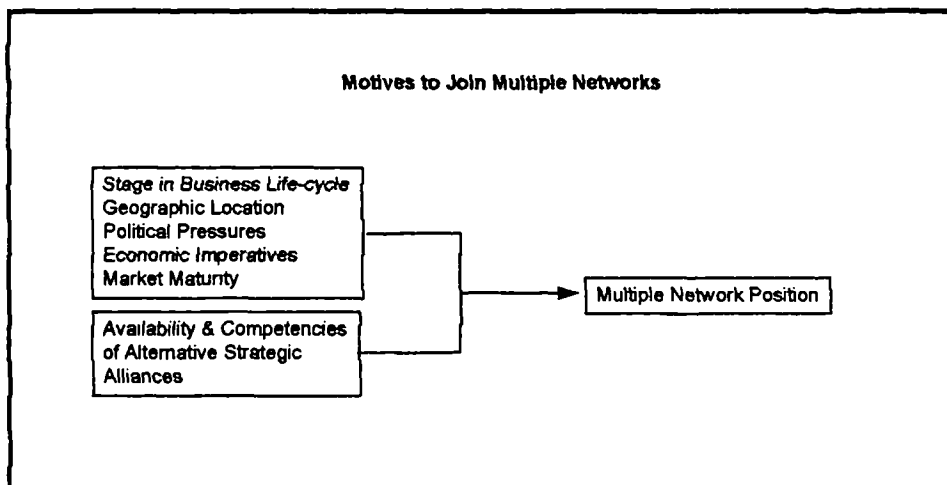 Motives to Join Multiple Networks
Stage in Business Life-cycle
Geographic Location
Political Pressures
Economic Imperatives
Market Maturity
Availability & Competencies
of Alternative Strategic
Alliances
Multiple Network Position